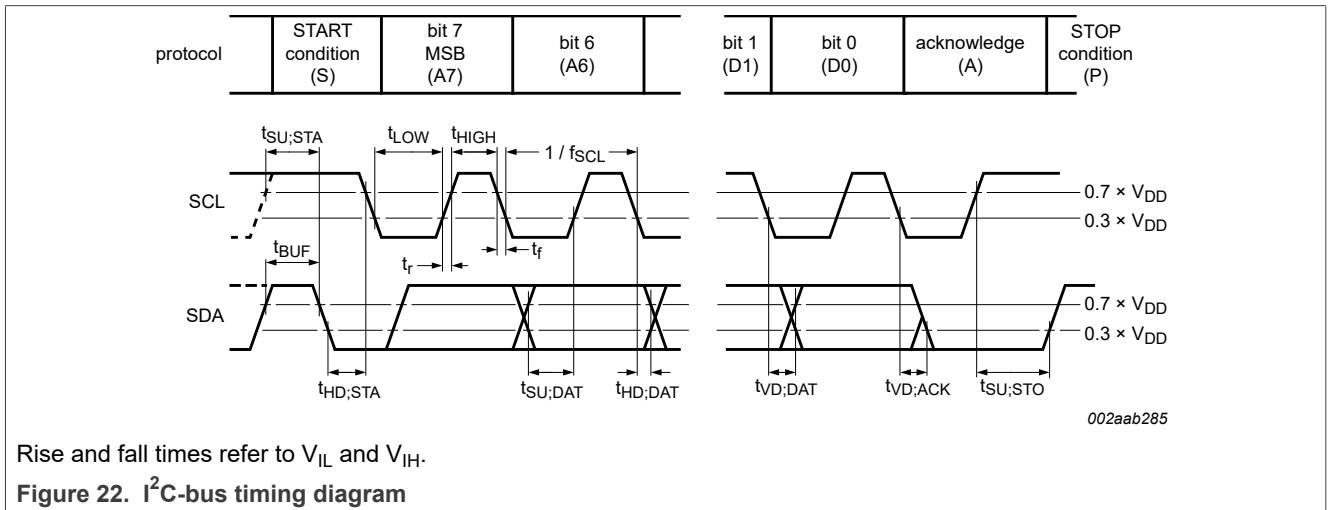 protocol
START condition (S)
bit 7 MSB (A7)
bit 6 (A6)
bit 1 (D1)
bit 0 (D0)
acknowledge (A)
STOP condition (P)
tSU;STA
tLOW
tHIGH
1 / fSCL
SCL
0.7 × VDD
0.3 × VDD
tBUF
tr
tf
SDA
0.7 × VDD
0.3 × VDD
tHD;STA
tSU;DAT
tHD;DAT
tVD;DAT
tVD;ACK
tSU;STO
002aab285
Rise and fall times refer to VIL and VIH.
Figure 22. I²C-bus timing diagram